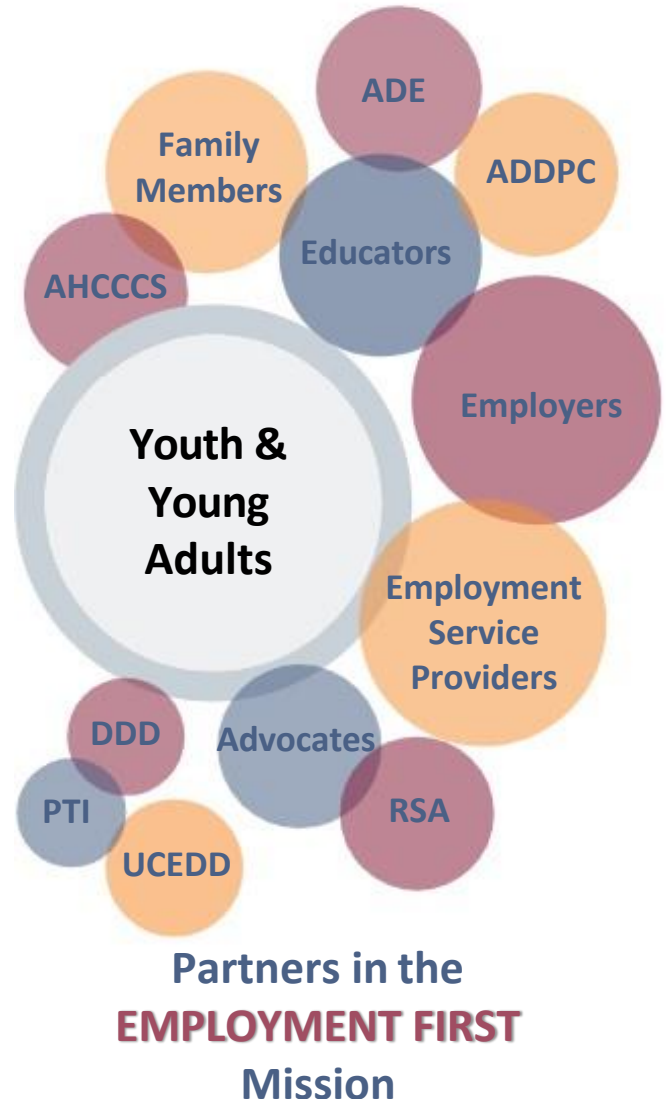 ADE
Family
Members
ADDPC
Educators
AHCCCS
Employers
Youth &
Young
Adults
Employment
Service
Providers
DDD
Advocates
PTI
RSA
UCEDD
Partners in the
EMPLOYMENT FIRST
Mission